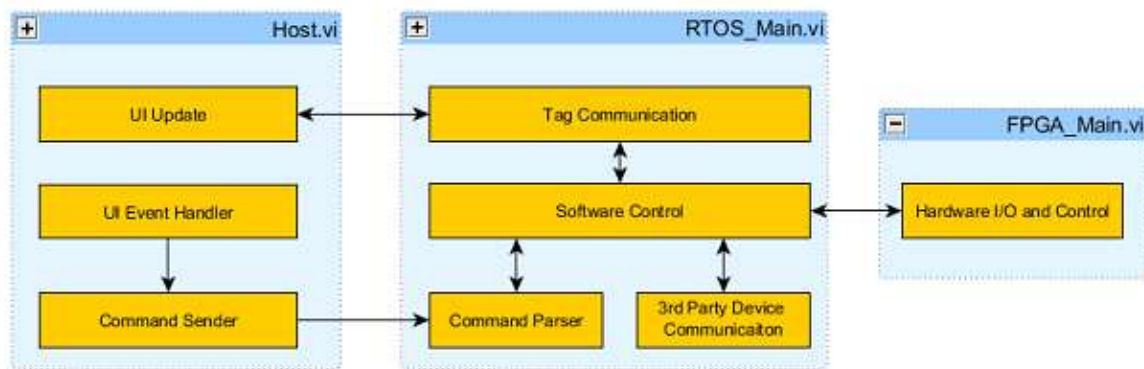 Host.vi
UI Update
UI Event Handler
Command Sender
RTOS_Main.vi
Tag Communication
Software Control
Command Parser
3rd Party Device
Communicaiton
FPGA_Main.vi
Hardware I/O and Control